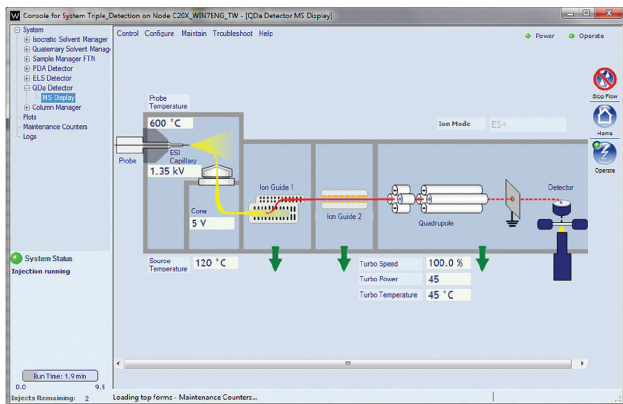 Console for System Triple_Detection on Node C20X_WIN7ENG_TW - [QDa Detector MS Display]
Control Configure Maintain Troubleshoot Help
Power Operate
System
Isocratic Solvent Manager
Quaternary Solvent Manag
Sample Manager FTN
PDA Detector
ELS Detector
QDa Detector
MS Display
Column Manager
Plots
Maintenance Counters
Logs
Stop Flow
Home
Operate
Probe
Temperature
600 °C
Ion Mode ES+
Probe
ESI
Capillary
1.35 kV
Cone
5 V
Ion Guide 1
Ion Guide 2
Quadrupole
Detector
Source
Temperature
120 °C
Turbo Speed 100.0 %
Turbo Power 45
Turbo Temperature 45 °C
System Status
Injection running
Run Time: 1.9 min
0.0 9.1
Injects Remaining: 2
Loading top forms - Maintenance Counters...